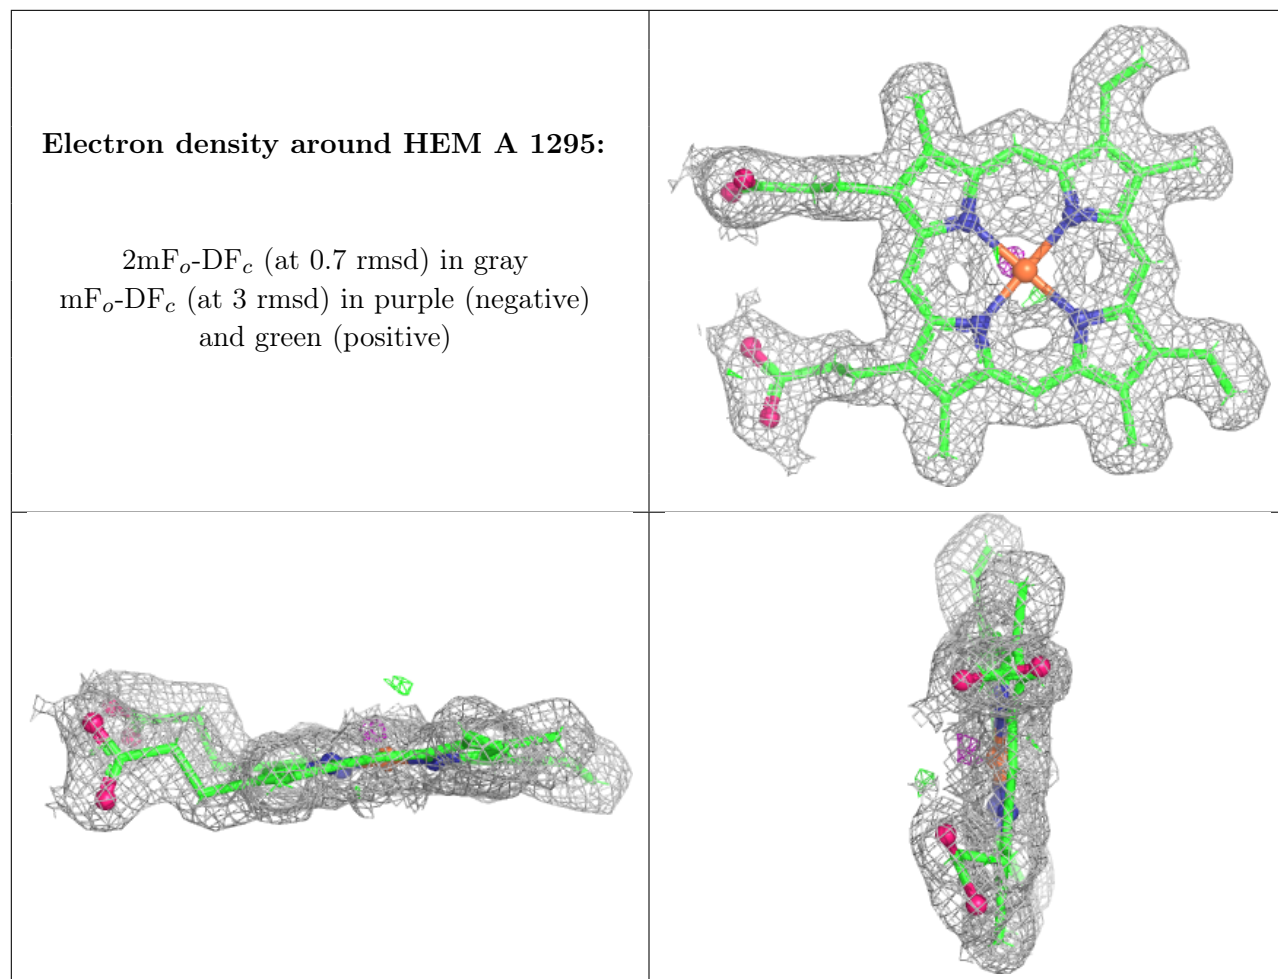 Electron density around HEM A 1295:
2mFₒ-DF𝒸 (at 0.7 rmsd) in gray
mFₒ-DF𝒸 (at 3 rmsd) in purple (negative)
and green (positive)